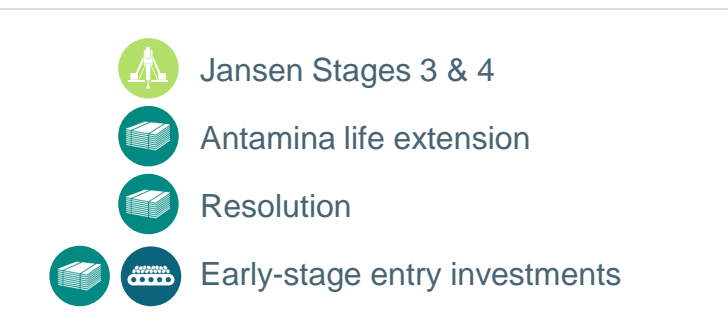 Jansen Stages 3 & 4
Antamina life extension
Resolution
Early-stage entry investments